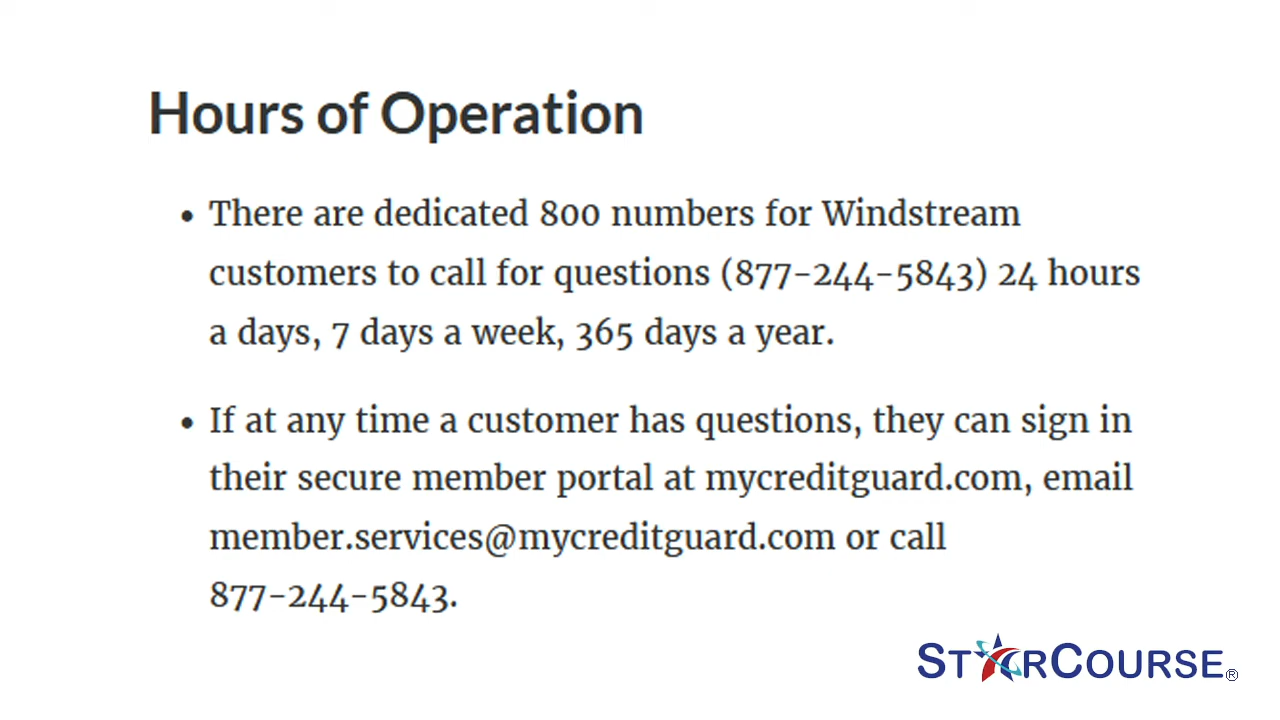 Hours of Operation
• There are dedicated 800 numbers for Windstream
customers to call for questions (877-244-5843) 24 hours
a days, 7 days a week, 365 days a year.
• If at any time a customer has questions, they can sign in
their secure member portal at mycreditguard.com, email
member.services@mycreditguard.com or call
877-244-5843.
STARCOURSE®